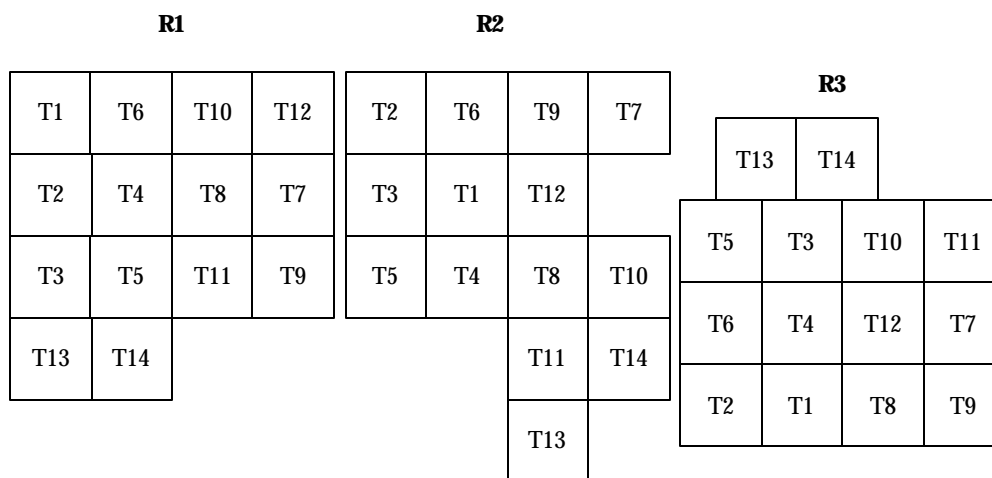 R1
T1 T6 T10 T12
T2 T4 T8 T7
T3 T5 T11 T9
T13 T14
R2
T2 T6 T9 T7
T3 T1 T12
T5 T4 T8 T10
T11 T14
T13
R3
T13 T14
T5 T3 T10 T11
T6 T4 T12 T7
T2 T1 T8 T9